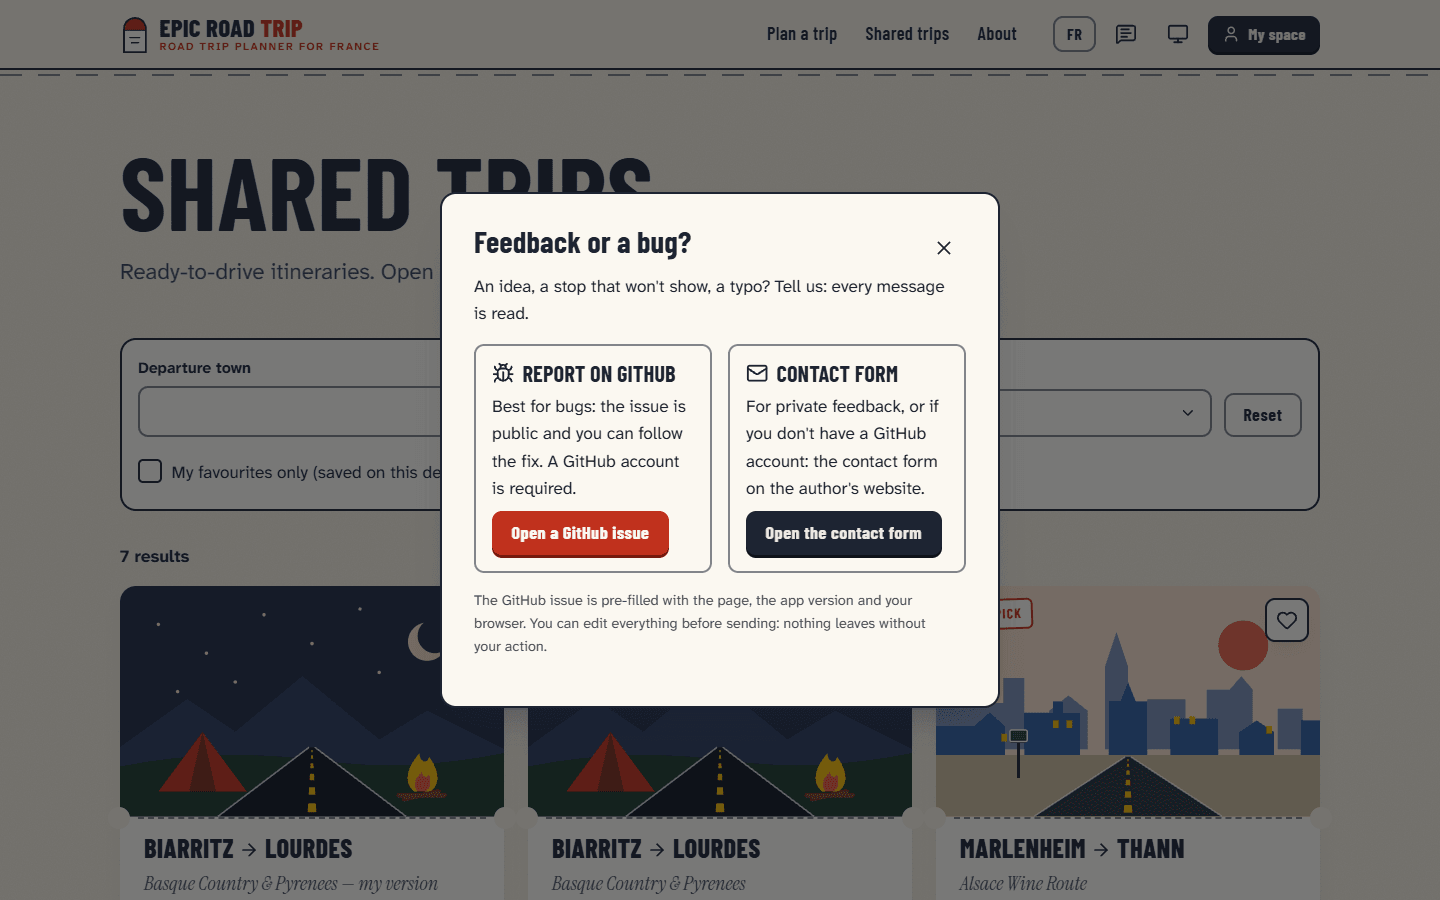 EPIC ROAD TRIP
ROAD TRIP PLANNER FOR FRANCE
Plan a trip
Shared trips
About
FR
My space
SHARED TRIPS
Ready-to-drive itineraries. Open
Feedback or a bug?
An idea, a stop that won't show, a typo? Tell us: every message
is read.
REPORT ON GITHUB
Best for bugs: the issue is
public and you can follow
the fix. A GitHub account
is required.
Open a GitHub issue
CONTACT FORM
For private feedback, or if
you don't have a GitHub
account: the contact form
on the author's website.
Open the contact form
The GitHub issue is pre-filled with the page, the app version and your
browser. You can edit everything before sending: nothing leaves without
your action.
Departure town
Reset
My favourites only (saved on this de
7 results
PICK
BIARRITZ → LOURDES
Basque Country & Pyrenees — my version
BIARRITZ → LOURDES
Basque Country & Pyrenees
MARLENHEIM → THANN
Alsace Wine Route